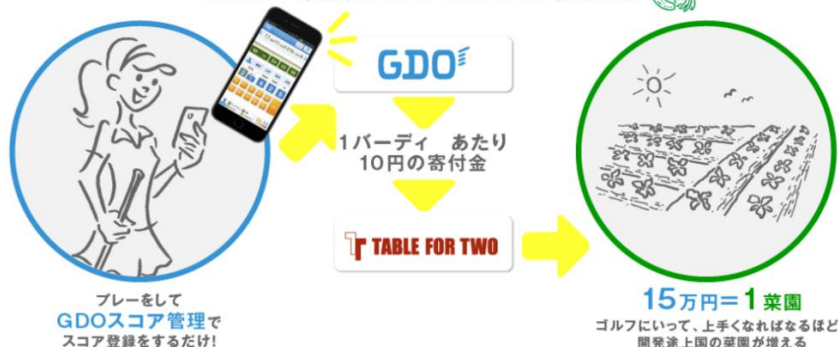 GDO
1バーディ あたり
10円の寄付金
TABLE FOR TWO
プレーをして
GDOスコア管理で
スコア登録をするだけ!
15万円=1菜園
ゴルフにいって、上手くなればなるほど
開発途上国の菜園が増える